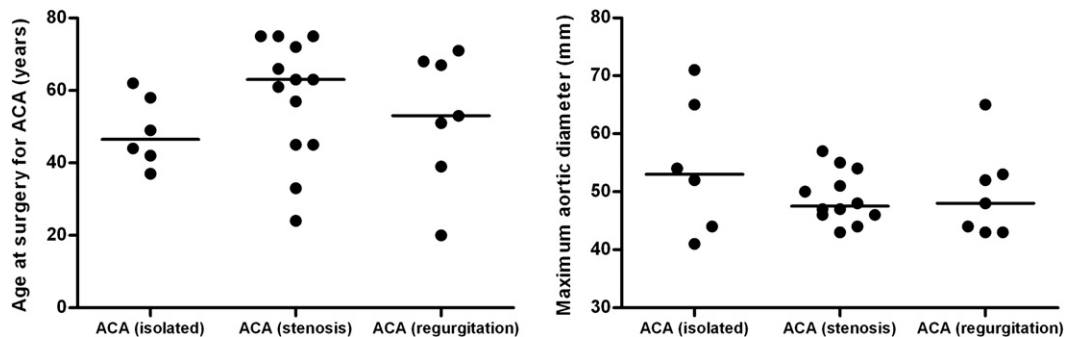 Age at surgery for ACA (years)
80
60
40
20
0
ACA (isolated)
ACA (stenosis)
ACA (regurgitation)
Maximum aortic diameter (mm)
80
70
60
50
40
30
ACA (isolated)
ACA (stenosis)
ACA (regurgitation)